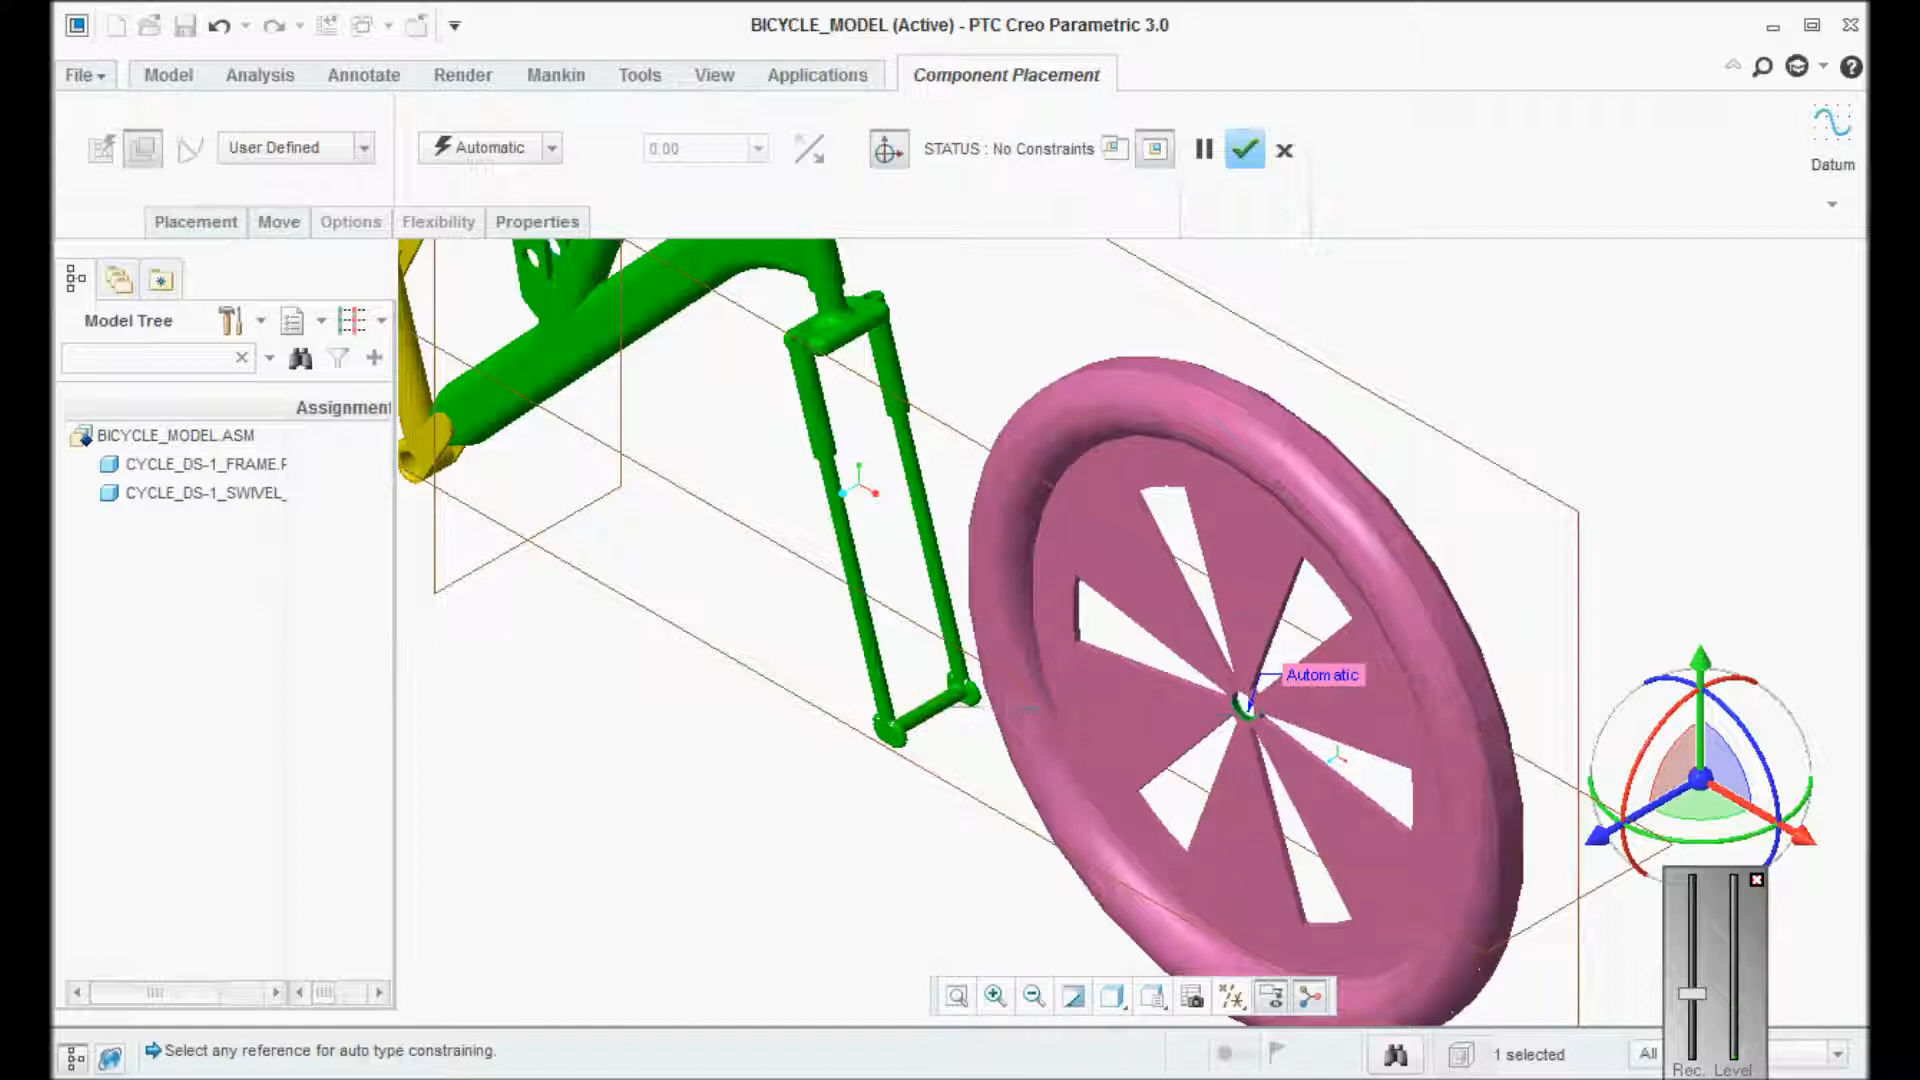 BICYCLE_MODEL (Active) - PTC Creo Parametric 3.0
File Model Analysis Annotate Render Mankin Tools View Applications Component Placement
User Defined Automatic 0.00 STATUS : No Constraints
Datum
Placement Move Options Flexibility Properties
Model Tree
Assignment
BICYCLE_MODEL.ASM
CYCLE_DS-1_FRAME.F
CYCLE_DS-1_SWIVEL_
Automatic
Select any reference for auto type constraining.
1 selected
All
Rec. Level